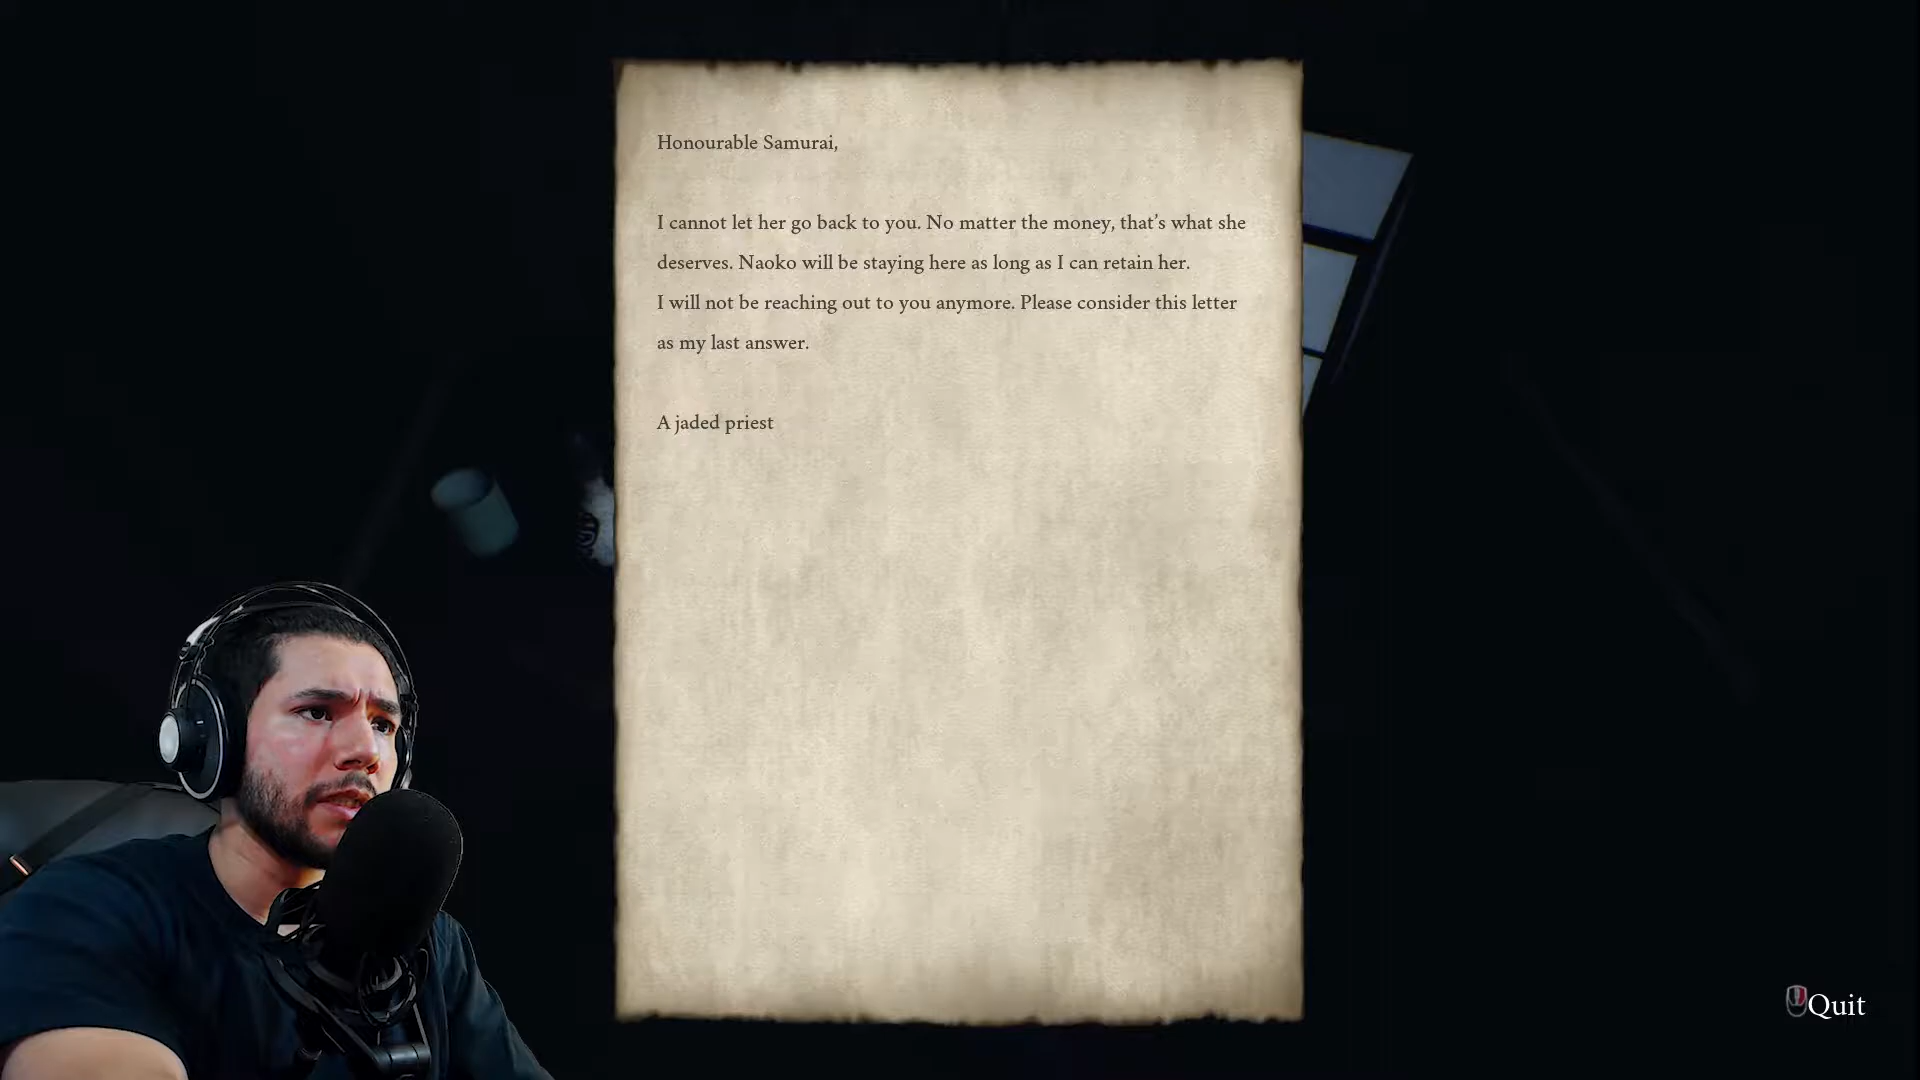 Honourable Samurai,
I cannot let her go back to you. No matter the money, that's what she
deserves. Naoko will be staying here as long as I can retain her.
I will not be reaching out to you anymore. Please consider this letter
as my last answer.
A jaded priest
Quit